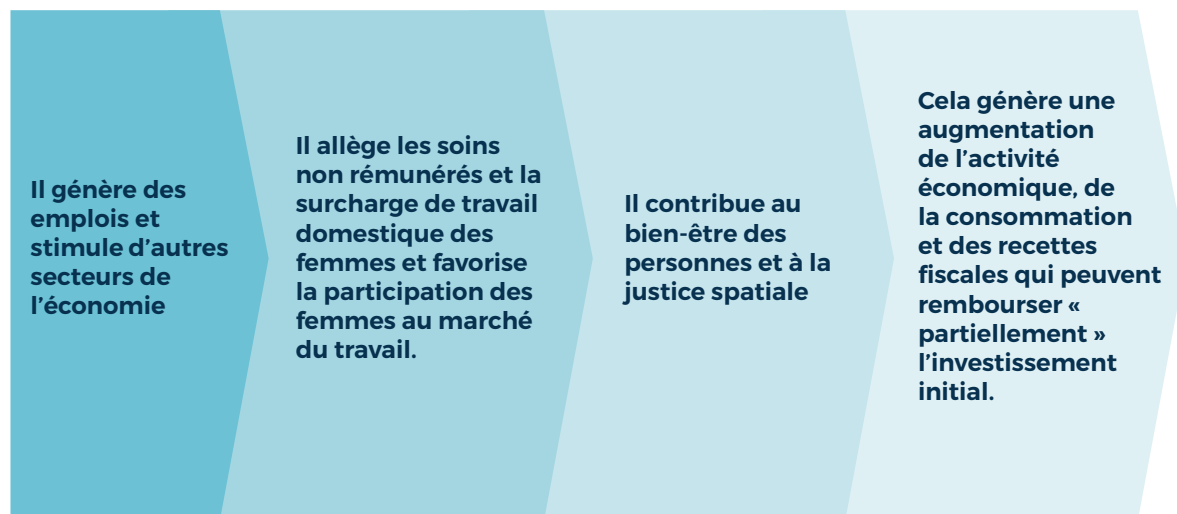 Il génère des
emplois et
stimule d’autres
secteurs de
l’économie
Il allège les soins
non rémunérés et la
surcharge de travail
domestique des
femmes et favorise
la participation des
femmes au marché
du travail.
Il contribue au
bien-être des
personnes et à la
justice spatiale
Cela génère une
augmentation
de l’activité
économique, de
la consommation
et des recettes
fiscales qui peuvent
rembourser «
partiellement »
l’investissement
initial.